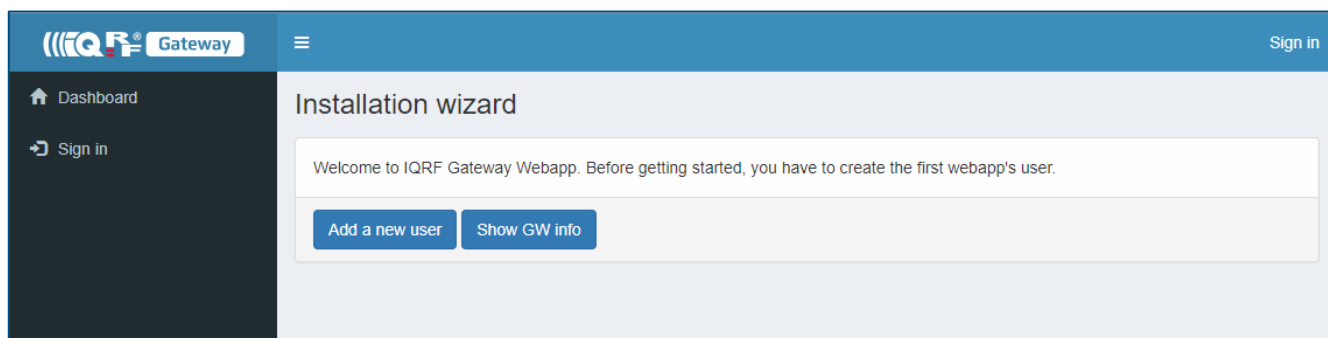 IQRF® Gateway
Sign in
Dashboard
Sign in
Installation wizard
Welcome to IQRF Gateway Webapp. Before getting started, you have to create the first webapp's user.
Add a new user Show GW info